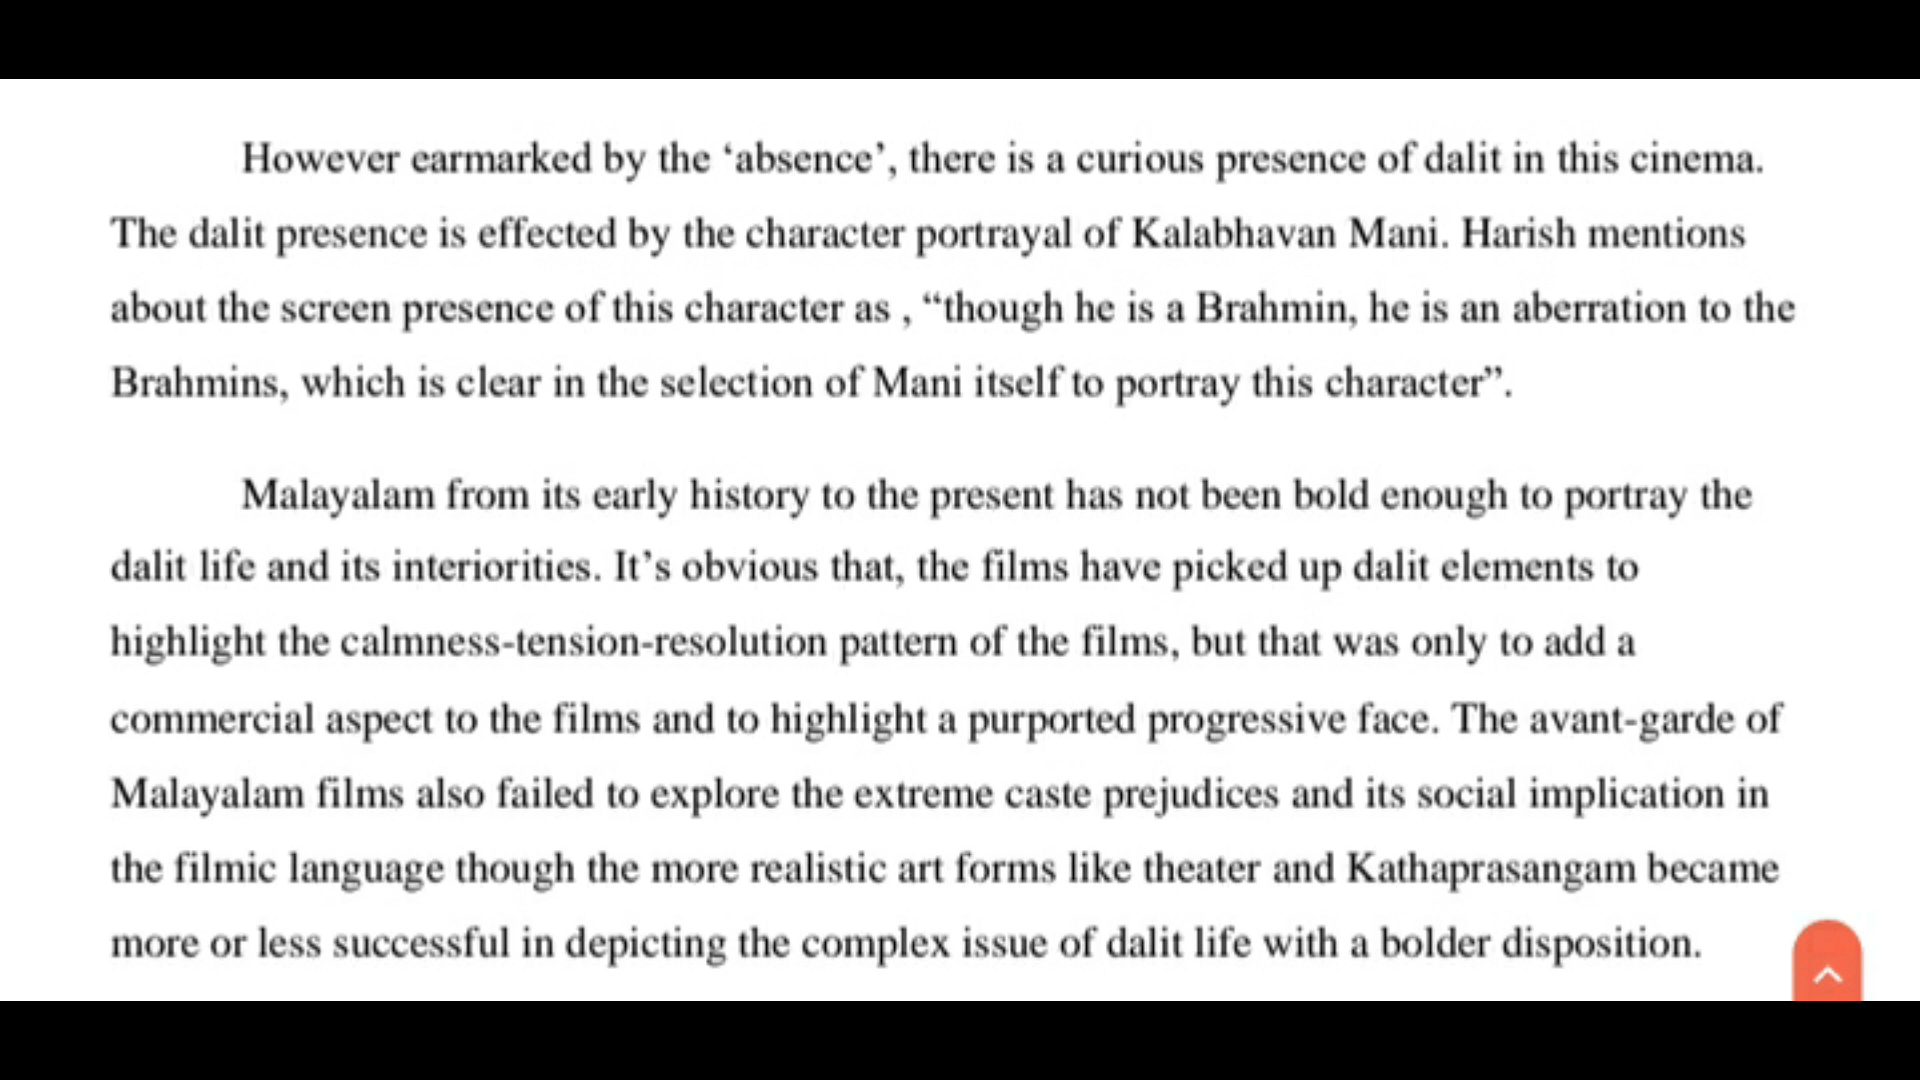 However earmarked by the ‘absence’, there is a curious presence of dalit in this cinema.
The dalit presence is effected by the character portrayal of Kalabhavan Mani. Harish mentions
about the screen presence of this character as , “though he is a Brahmin, he is an aberration to the
Brahmins, which is clear in the selection of Mani itself to portray this character”.
Malayalam from its early history to the present has not been bold enough to portray the
dalit life and its interiorities. It’s obvious that, the films have picked up dalit elements to
highlight the calmness-tension-resolution pattern of the films, but that was only to add a
commercial aspect to the films and to highlight a purported progressive face. The avant-garde of
Malayalam films also failed to explore the extreme caste prejudices and its social implication in
the filmic language though the more realistic art forms like theater and Kathaprasangam became
more or less successful in depicting the complex issue of dalit life with a bolder disposition.